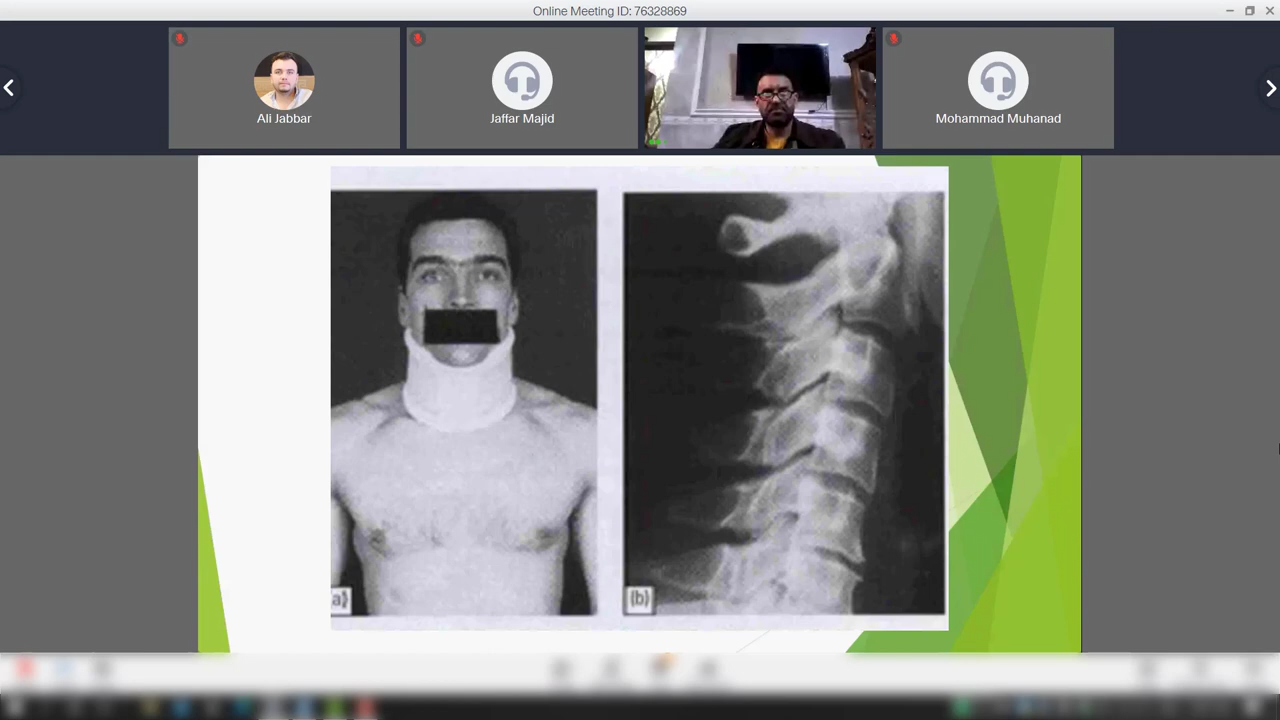 Online Meeting ID: 76328869
Ali Jabbar
Jaffar Majid
Mohammad Muhanad
a)
(b)